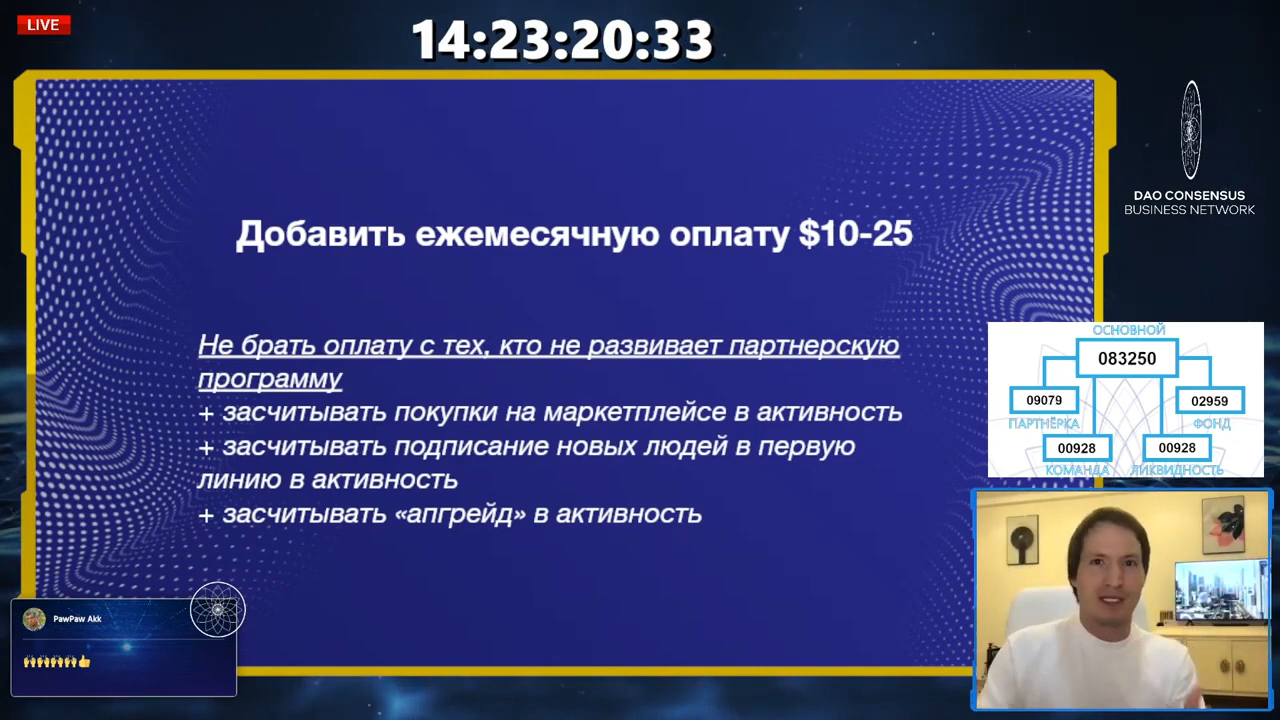 LIVE
14:23:20:33
DAO CONSENSUS
BUSINESS NETWORK
Добавить ежемесячную оплату $10-25
Не брать оплату с тех, кто не развивает партнерскую
программу
+ засчитывать покупки на маркетплейсе в активность
+ засчитывать подписание новых людей в первую
линию в активность
+ засчитывать «апгрейд» в активность
ОСНОВНОЙ
083250
09079
02959
ПАРТНЁРКА
ФОНД
00928
00928
КОМАНДА
ЛИКВИДНОСТЬ
PawPaw Akk
🙌🙌🙌🙌👍